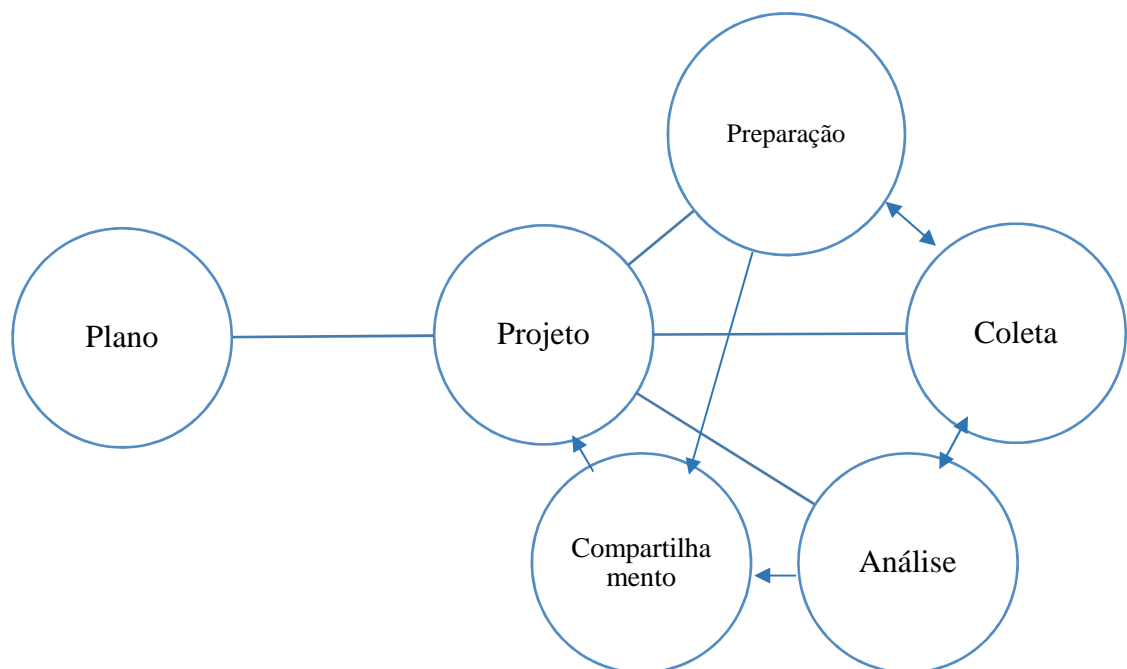 Preparação
Plano
Projeto
Coleta
Compartilha
mento
Análise